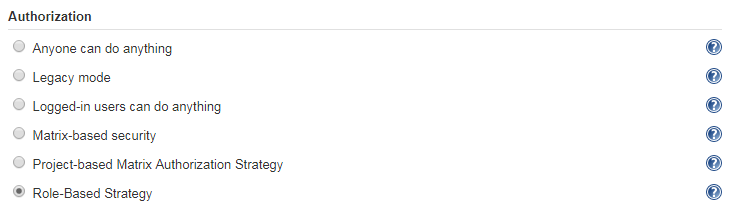 Authorization
Anyone can do anything
Legacy mode
Logged-in users can do anything
Matrix-based security
Project-based Matrix Authorization Strategy
Role-Based Strategy